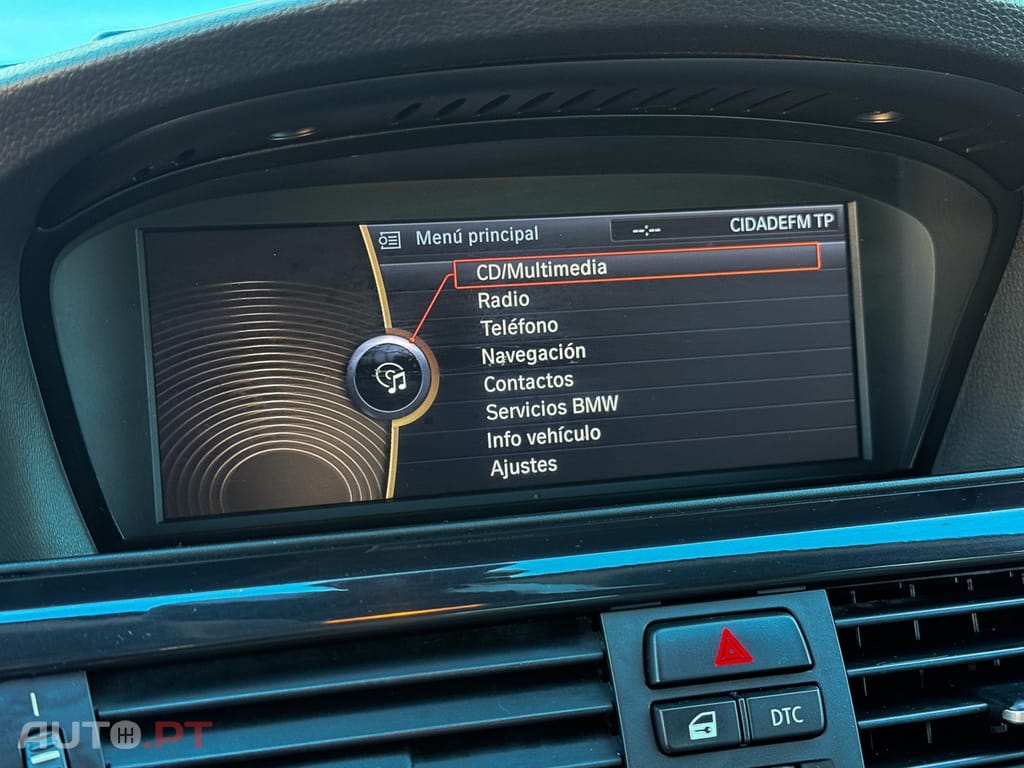 Menú principal --:-- CIDADEFM TP
CD/Multimedia
Radio
Teléfono
Navegación
Contactos
Servicios BMW
Info vehículo
Ajustes
DTC
AUTO.PT